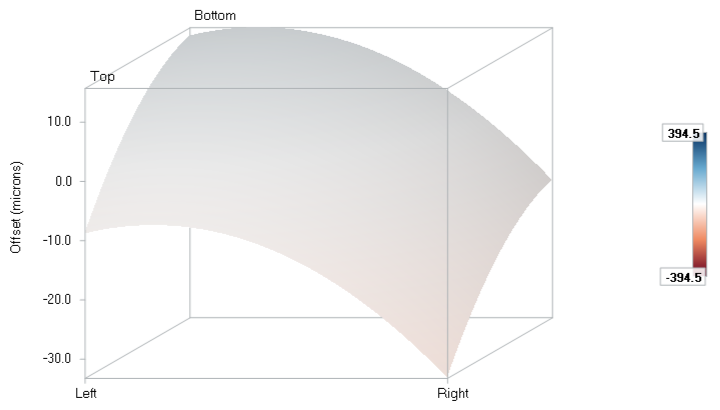 Bottom
Top
10.0
0.0
-10.0
-20.0
-30.0
Offset (microns)
Left
Right
394.5
-394.5